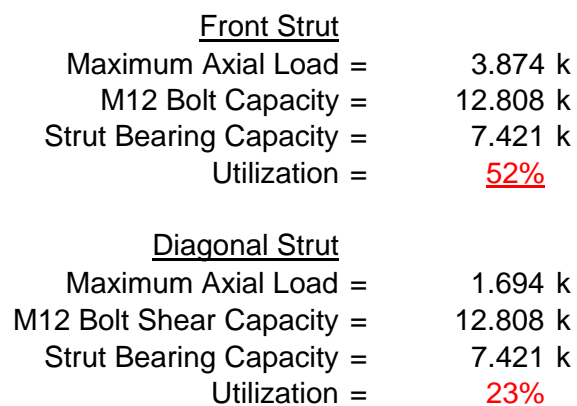 Front Strut
Maximum Axial Load = 3.874 k
M12 Bolt Capacity = 12.808 k
Strut Bearing Capacity = 7.421 k
Utilization = 52%
Diagonal Strut
Maximum Axial Load = 1.694 k
M12 Bolt Shear Capacity = 12.808 k
Strut Bearing Capacity = 7.421 k
Utilization = 23%